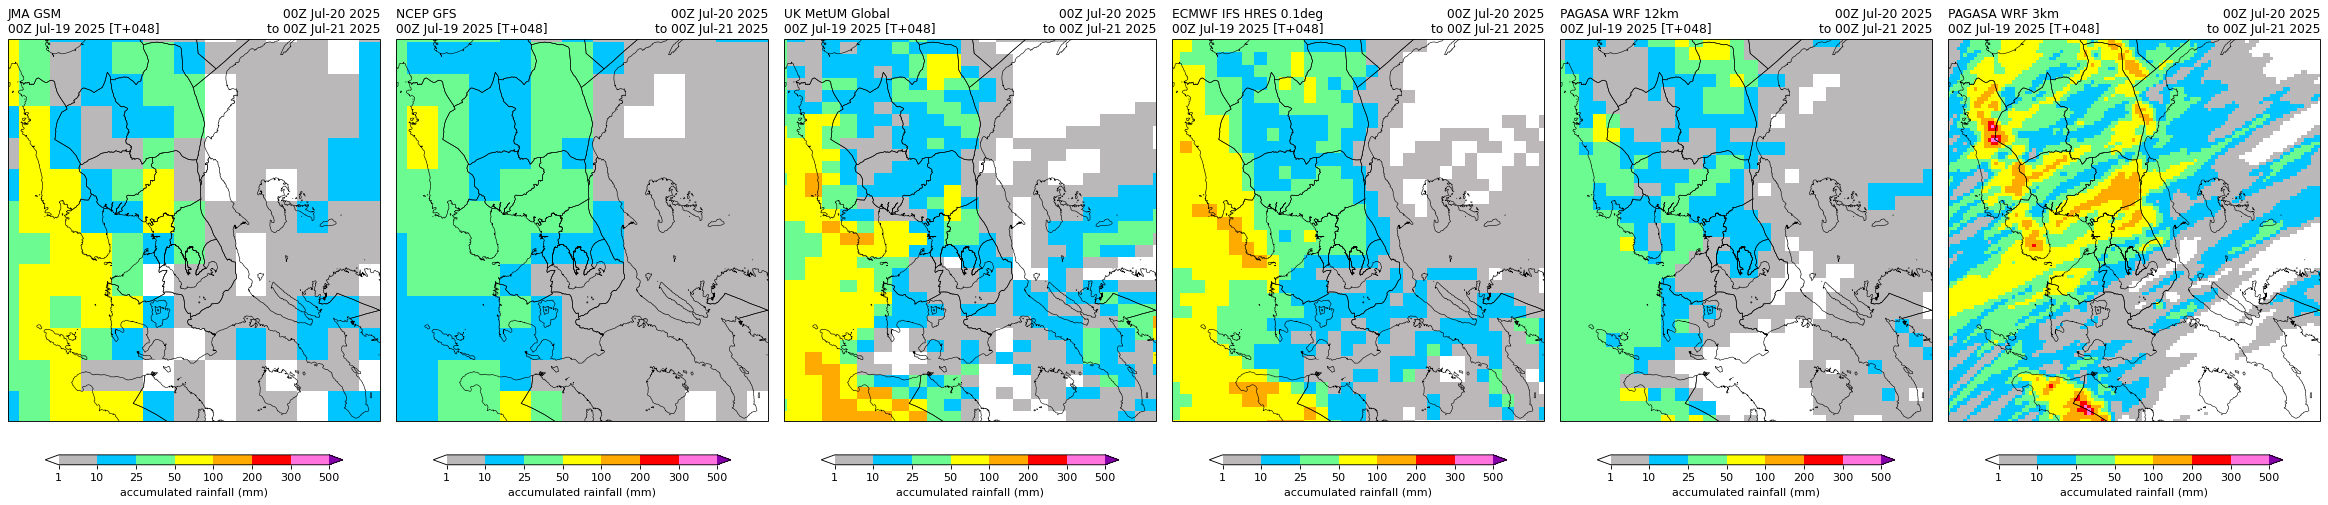 JMA GSM 00Z Jul-20 2025
00Z Jul-19 2025 [T+048] to 00Z Jul-21 2025
1 10 25 50 100 200 300 500
accumulated rainfall (mm)
NCEP GFS 00Z Jul-20 2025
00Z Jul-19 2025 [T+048] to 00Z Jul-21 2025
1 10 25 50 100 200 300 500
accumulated rainfall (mm)
UK MetUM Global 00Z Jul-20 2025
00Z Jul-19 2025 [T+048] to 00Z Jul-21 2025
1 10 25 50 100 200 300 500
accumulated rainfall (mm)
ECMWF IFS HRES 0.1deg 00Z Jul-20 2025
00Z Jul-19 2025 [T+048] to 00Z Jul-21 2025
1 10 25 50 100 200 300 500
accumulated rainfall (mm)
PAGASA WRF 12km 00Z Jul-20 2025
00Z Jul-19 2025 [T+048] to 00Z Jul-21 2025
1 10 25 50 100 200 300 500
accumulated rainfall (mm)
PAGASA WRF 3km 00Z Jul-20 2025
00Z Jul-19 2025 [T+048] to 00Z Jul-21 2025
1 10 25 50 100 200 300 500
accumulated rainfall (mm)